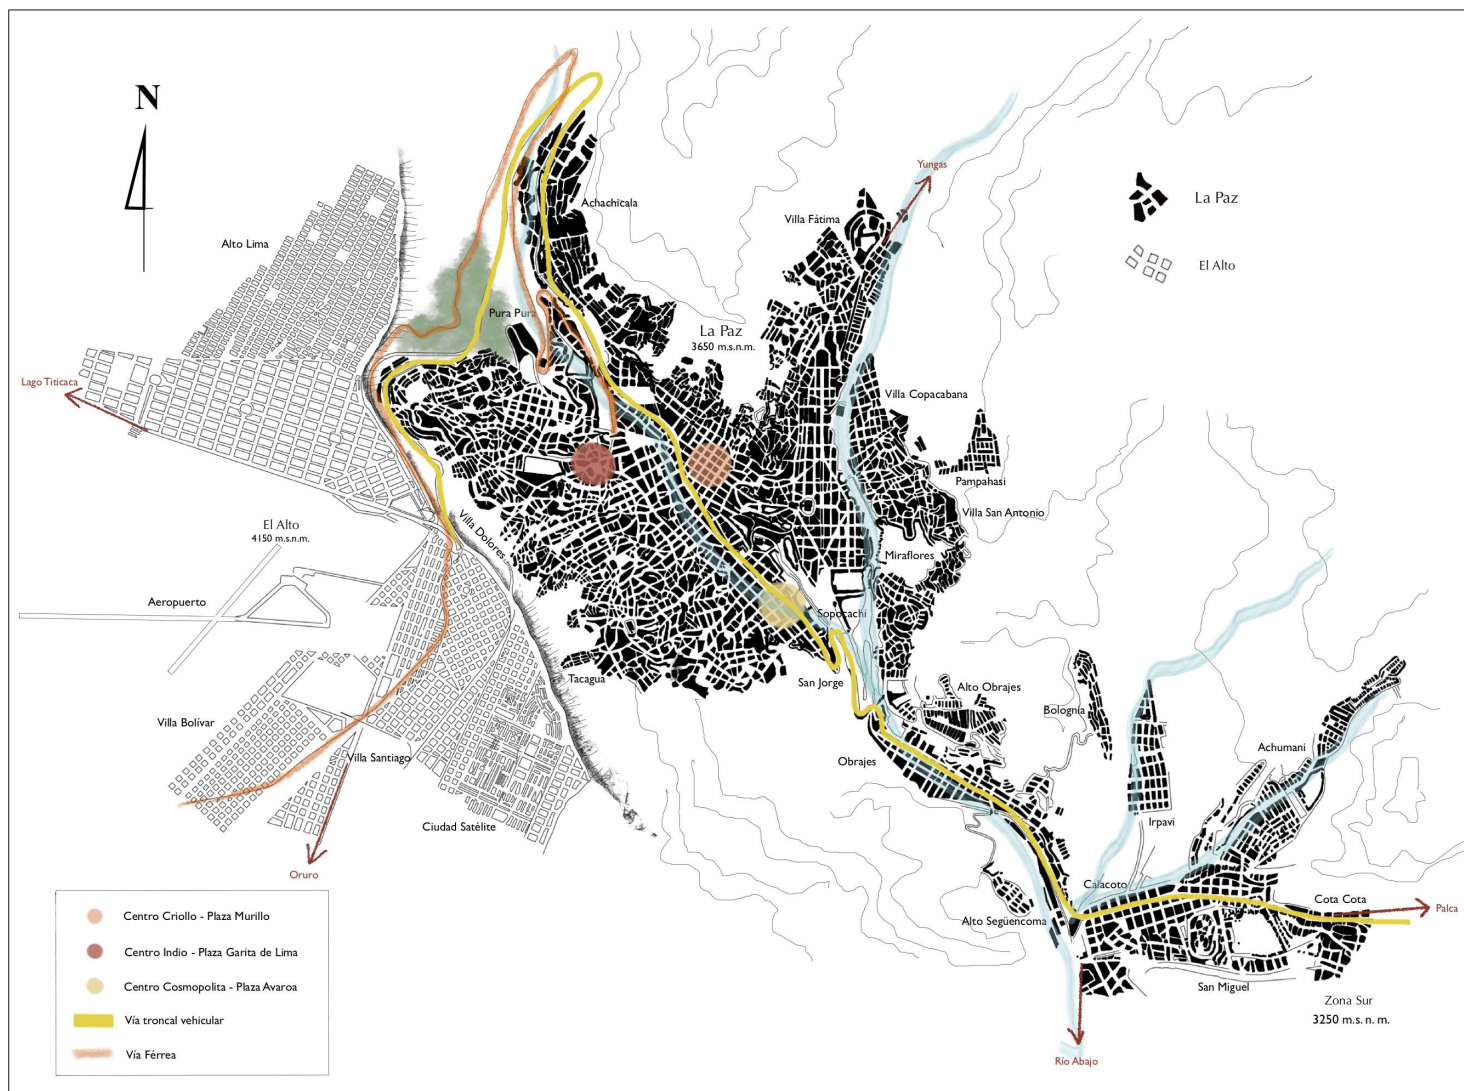 N
Yungas
La Paz
El Alto
Achachicala
Villa Fátima
Alto Lima
Pura Pura
La Paz
3650 m.s.n.m.
Lago Titicaca
Villa Copacabana
Pampahasi
Villa San Antonio
El Alto
4150 m.s.n.m.
Villa Dolores
Miraflores
Aeropuerto
Sopocachi
Tacagua
San Jorge
Alto Obrajes
Bolognia
Villa Bolívar
Villa Santiago
Obrajes
Achumani
Ciudad Satélite
Irpavi
Oruro
Calacoto
Cota Cota
Palca
Alto Següencoma
San Miguel
Zona Sur
3250 m.s. n. m.
Río Abajo
Centro Criollo - Plaza Murillo
Centro Indio - Plaza Garita de Lima
Centro Cosmopolita - Plaza Avaroa
Vía troncal vehicular
Vía Férrea